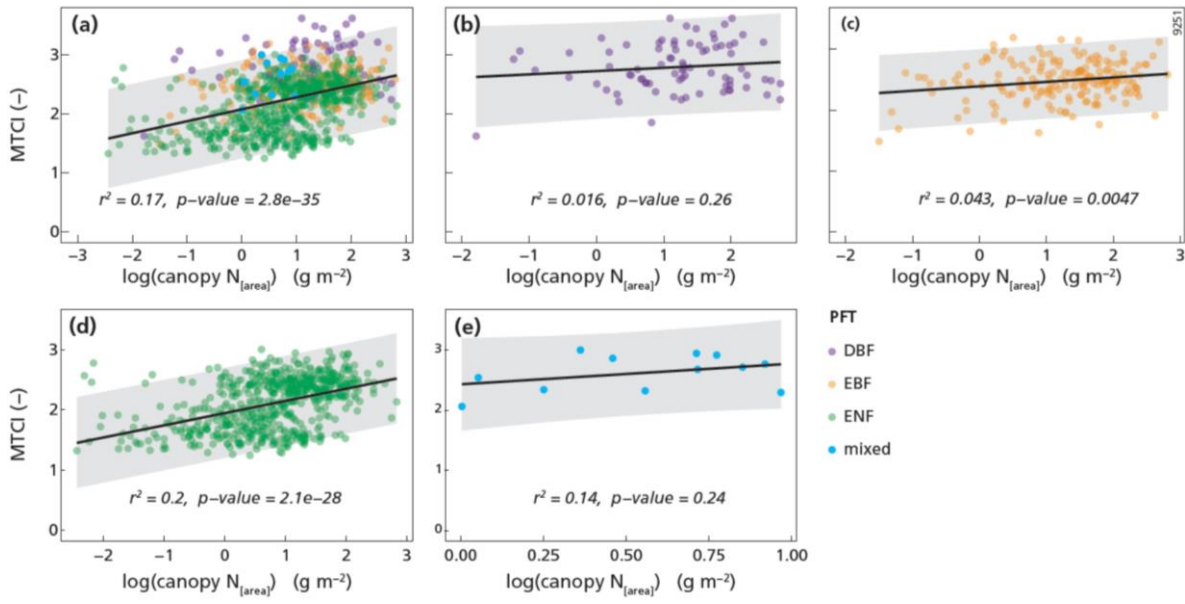 (a)
MTCI (–)
3
2
1
0
r² = 0.17, p–value = 2.8e–35
–3 –2 –1 0 1 2 3
log(canopy N[area]) (g m⁻²)
(b)
r² = 0.016, p–value = 0.26
–2 –1 0 1 2
log(canopy N[area]) (g m⁻²)
(c)
9251
r² = 0.043, p–value = 0.0047
–2 –1 0 1 2 3
log(canopy N[area]) (g m⁻²)
(d)
MTCI (–)
3
2
1
0
r² = 0.2, p–value = 2.1e–28
–2 –1 0 1 2 3
log(canopy N[area]) (g m⁻²)
(e)
3
2
1
0
r² = 0.14, p–value = 0.24
0.00 0.25 0.50 0.75 1.00
log(canopy N[area]) (g m⁻²)
PFT
DBF
EBF
ENF
mixed